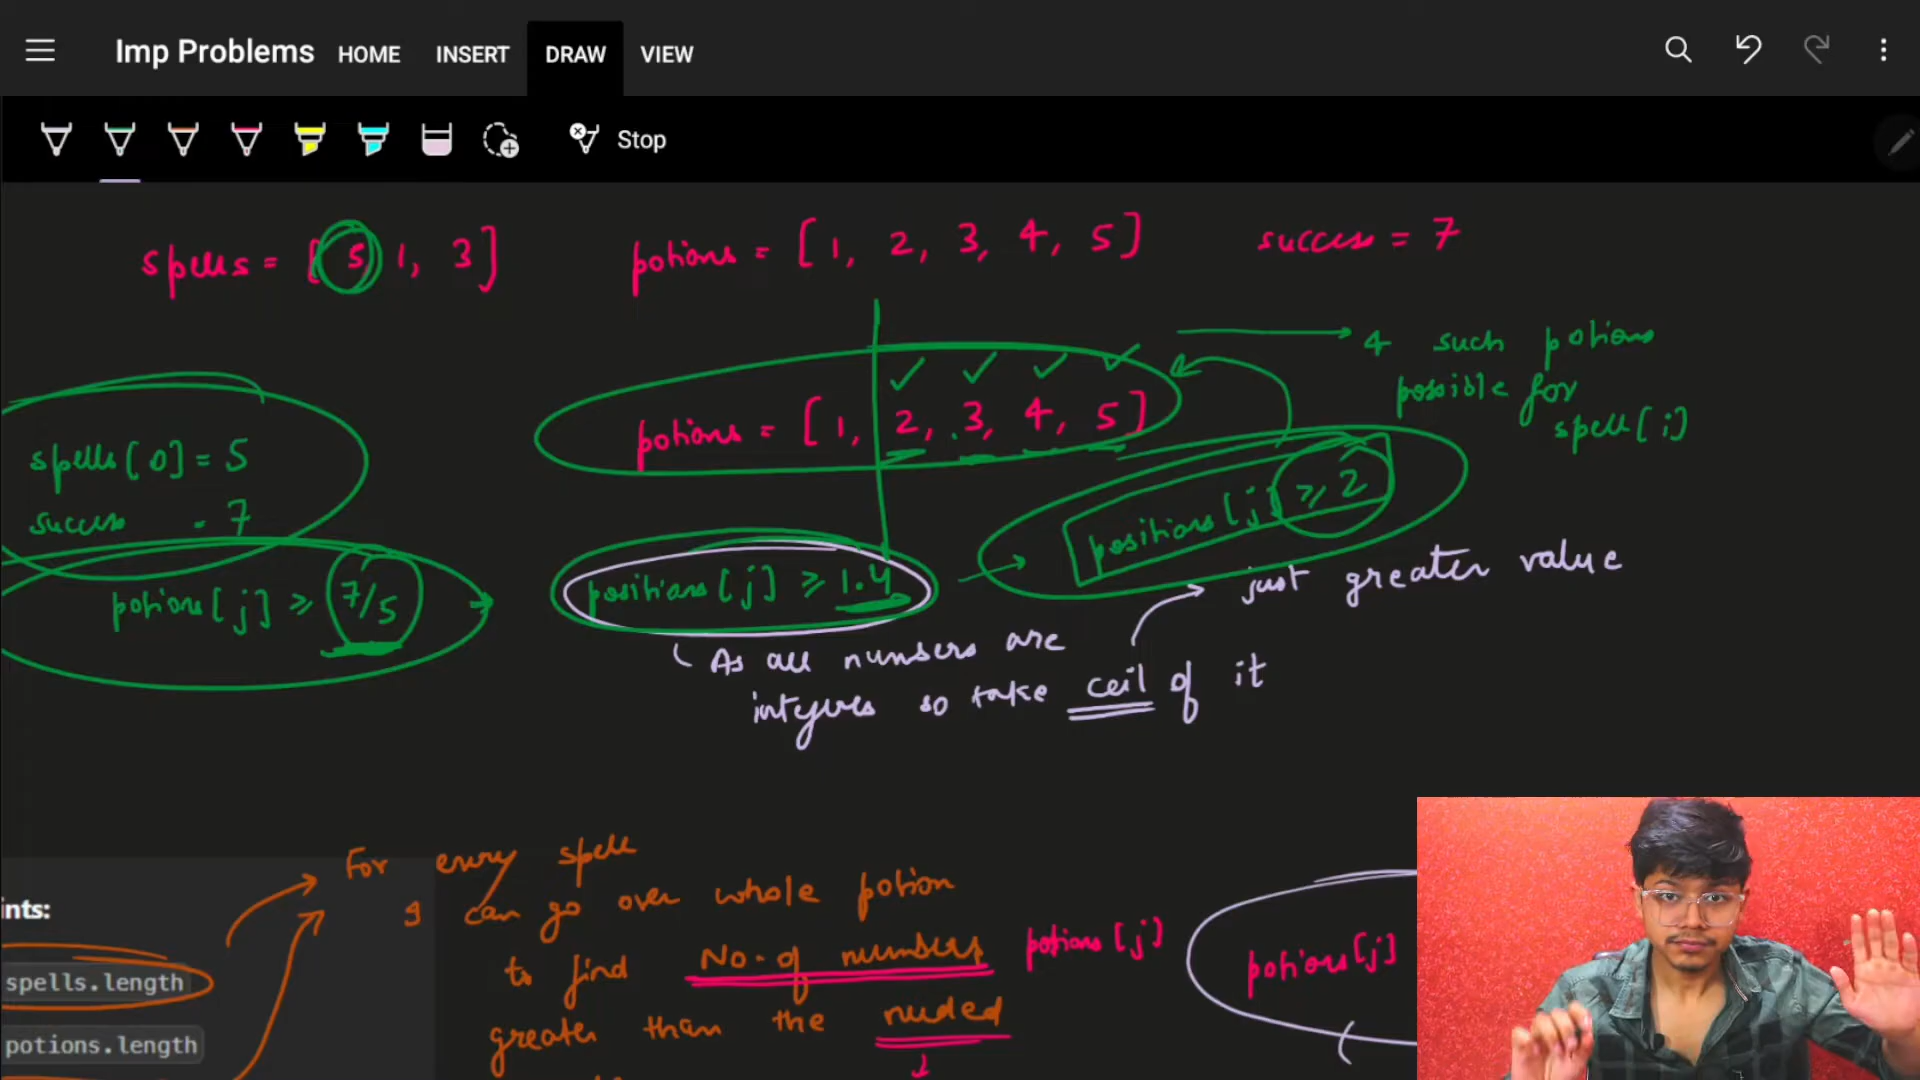 Imp Problems HOME INSERT DRAW VIEW
Stop
spells = [ 5 1, 3 ]
potions = [ 1, 2, 3, 4, 5 ]
success = 7
4 such potions
possible for
spell[i]
potions = [ 1, 2, 3, 4, 5 ]
spells[0] = 5
success = 7
potions[j] ≥ 7/5
positions[j] ≥ 1.4
positions[j] ≥ 2
just greater value
As all numbers are
integers so take ceil of it
For every spell
I can go over whole potion
to find No. of numbers
greater than the needed
potions[j]
potions[j]
ints:
spells.length
potions.length